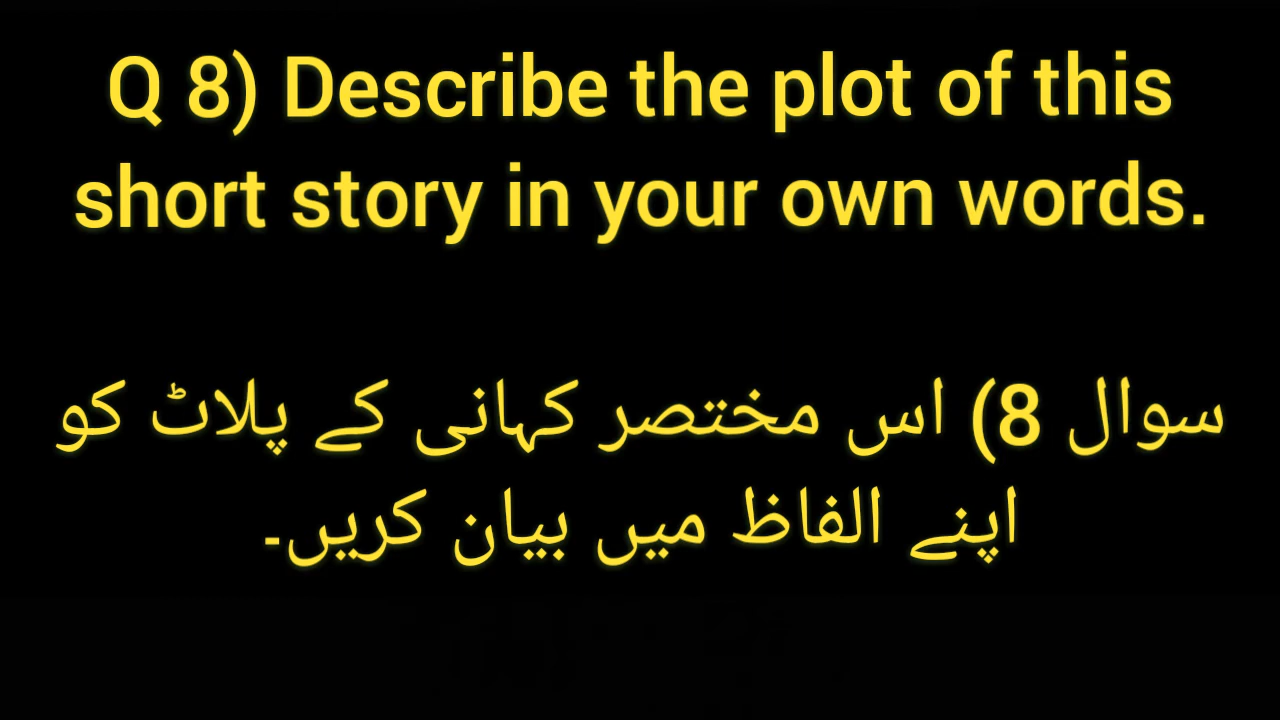 Q 8) Describe the plot of this
short story in your own words.
سوال 8) اس مختصر کہانی کے پلاٹ کو
اپنے الفاظ میں بیان کریں۔